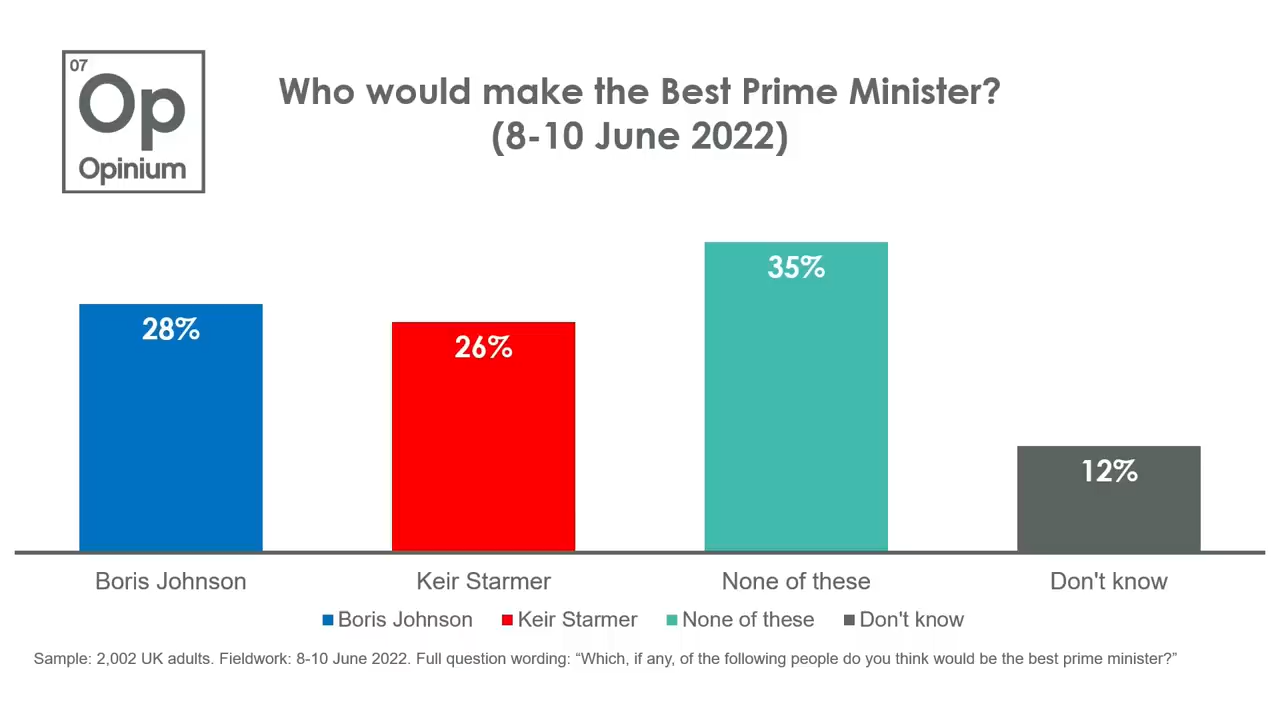 07
Op
Opinium
Who would make the Best Prime Minister?
(8-10 June 2022)
28%
26%
35%
12%
Boris Johnson
Keir Starmer
None of these
Don't know
Boris Johnson Keir Starmer None of these Don't know
Sample: 2,002 UK adults. Fieldwork: 8-10 June 2022. Full question wording: “Which, if any, of the following people do you think would be the best prime minister?”